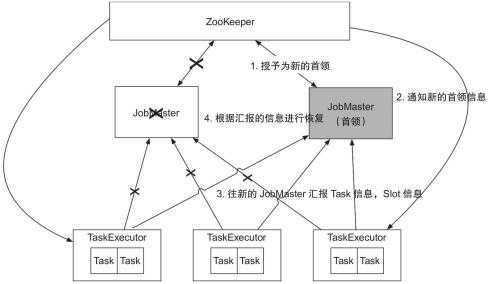 ZooKeeper
1. 授予为新的首领
JobMaster
JobMaster
（首领）
2. 通知新的首领信息
4. 根据汇报的信息进行恢复
3. 往新的 JobMaster 汇报 Task 信息，Slot 信息
TaskExecutor
TaskExecutor
TaskExecutor
Task Task
Task Task
Task Task